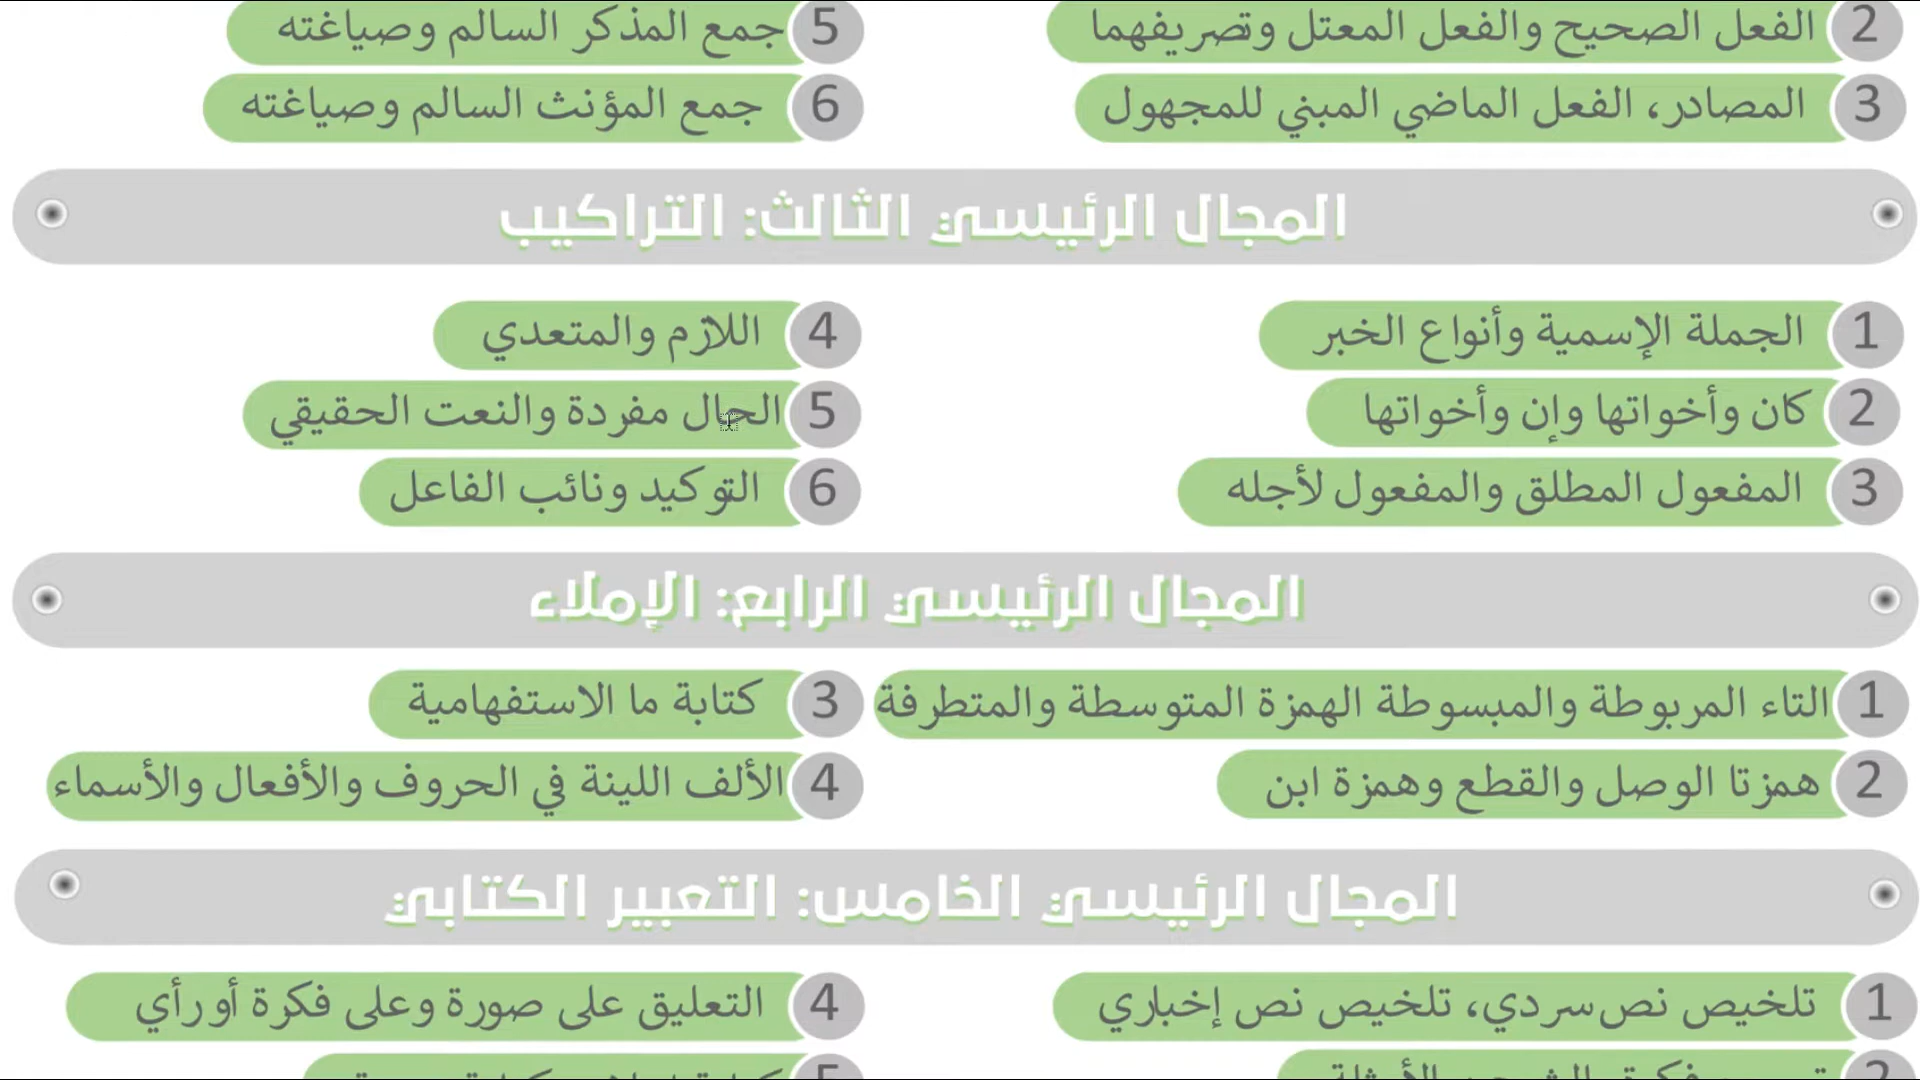 2 الفعل الصحيح والفعل المعتل وتصريفهما
5 جمع المذكر السالم وصياغته
3 المصادر، الفعل الماضي المبني للمجهول
6 جمع المؤنث السالم وصياغته
المجال الرئيسي الثالث: التراكيب
1 الجملة الإسمية وأنواع الخبر
4 اللازم والمتعدي
2 كان وأخواتها وإن وأخواتها
5 الحال مفردة والنعت الحقيقي
3 المفعول المطلق والمفعول لأجله
6 التوكيد ونائب الفاعل
المجال الرئيسي الرابع: الإملاء
1 التاء المربوطة والمبسوطة الهمزة المتوسطة والمتطرفة
3 كتابة ما الاستفهامية
2 همزتا الوصل والقطع وهمزة ابن
4 الألف اللينة في الحروف والأفعال والأسماء
المجال الرئيسي الخامس: التعبير الكتابي
1 تلخيص نص سردي، تلخيص نص إخباري
4 التعليق على صورة وعلى فكرة أو رأي
2
5